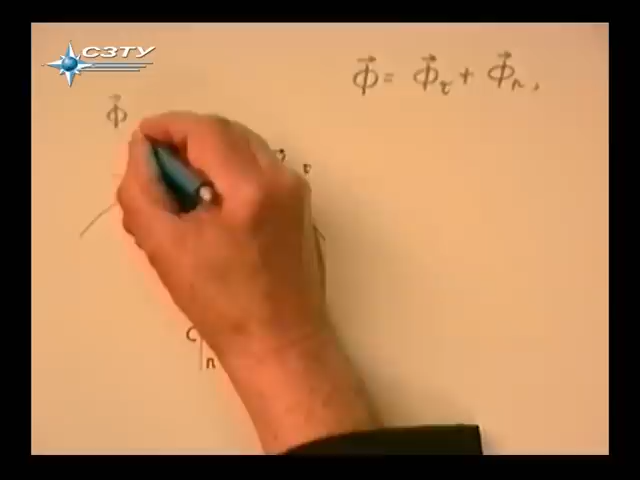 СЗТУ
Φ⃗ = Φ⃗τ + Φ⃗n,
Φ⃗
τ
C
n